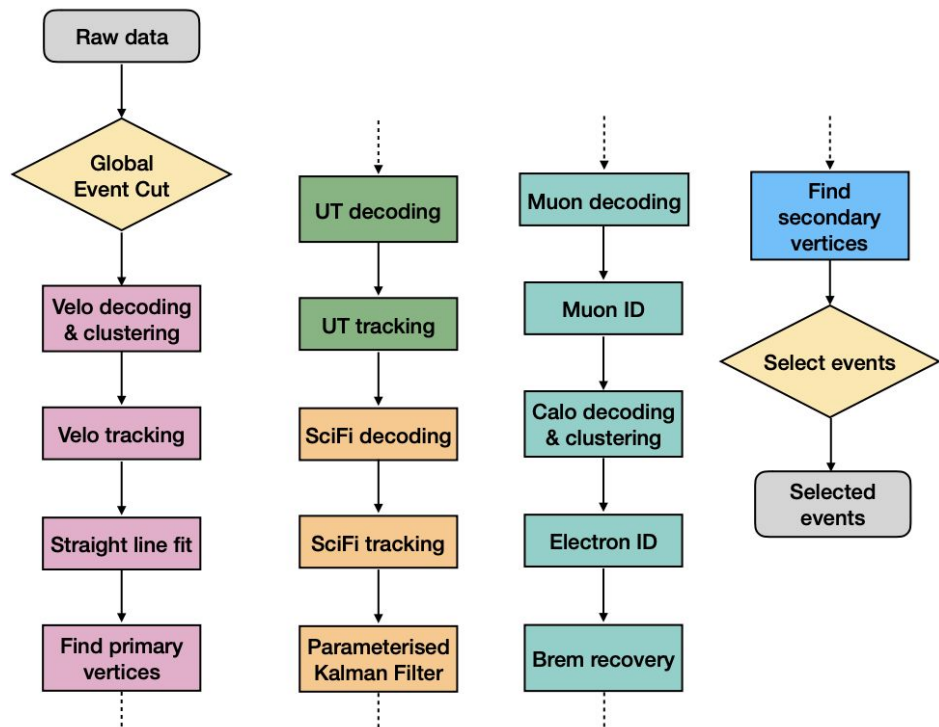 Raw data
Global
Event Cut
Velo decoding
& clustering
Velo tracking
Straight line fit
Find primary
vertices
UT decoding
UT tracking
SciFi decoding
SciFi tracking
Parameterised
Kalman Filter
Muon decoding
Muon ID
Calo decoding
& clustering
Electron ID
Brem recovery
Find
secondary
vertices
Select events
Selected
events